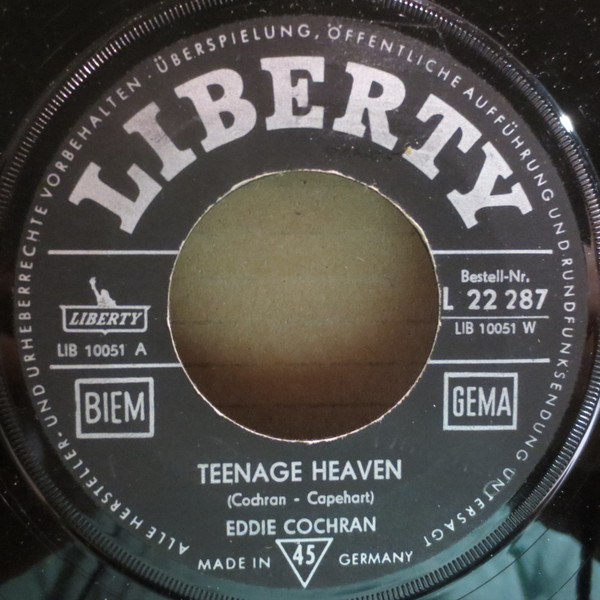 ALLE HERSTELLER- UND URHEBERRECHTE VORBEHALTEN · ÜBERSPIELUNG, ÖFFENTLICHE AUFFÜHRUNG UND RUNDFUNKSENDUNG UNTERSAGT
LIBERTY
LIBERTY
LIB 10051 A
Bestell-Nr.
L 22 287
LIB 10051 W
BIEM
GEMA
TEENAGE HEAVEN
(Cochran - Capehart)
EDDIE COCHRAN
MADE IN 45 GERMANY